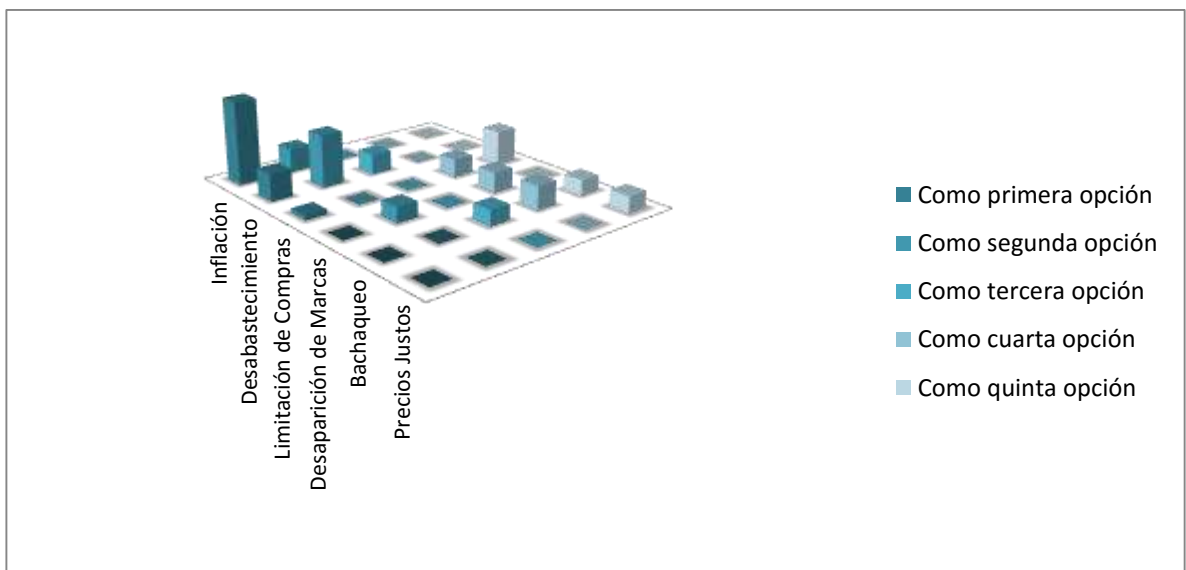 Inflación
Desabastecimiento
Limitación de Compras
Desaparición de Marcas
Bachaqueo
Precios Justos
Como primera opción
Como segunda opción
Como tercera opción
Como cuarta opción
Como quinta opción